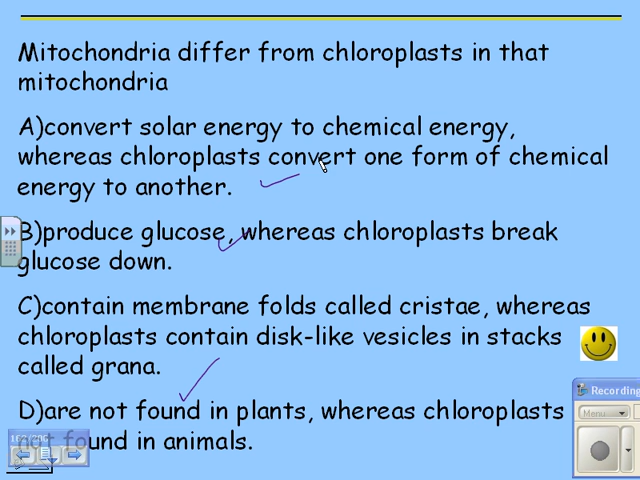 Mitochondria differ from chloroplasts in that
mitochondria
A)convert solar energy to chemical energy,
whereas chloroplasts convert one form of chemical
energy to another.
B)produce glucose, whereas chloroplasts break
glucose down.
C)contain membrane folds called cristae, whereas
chloroplasts contain disk-like vesicles in stacks
called grana.
D)are not found in plants, whereas chloroplasts
not found in animals.
Recording
Menu